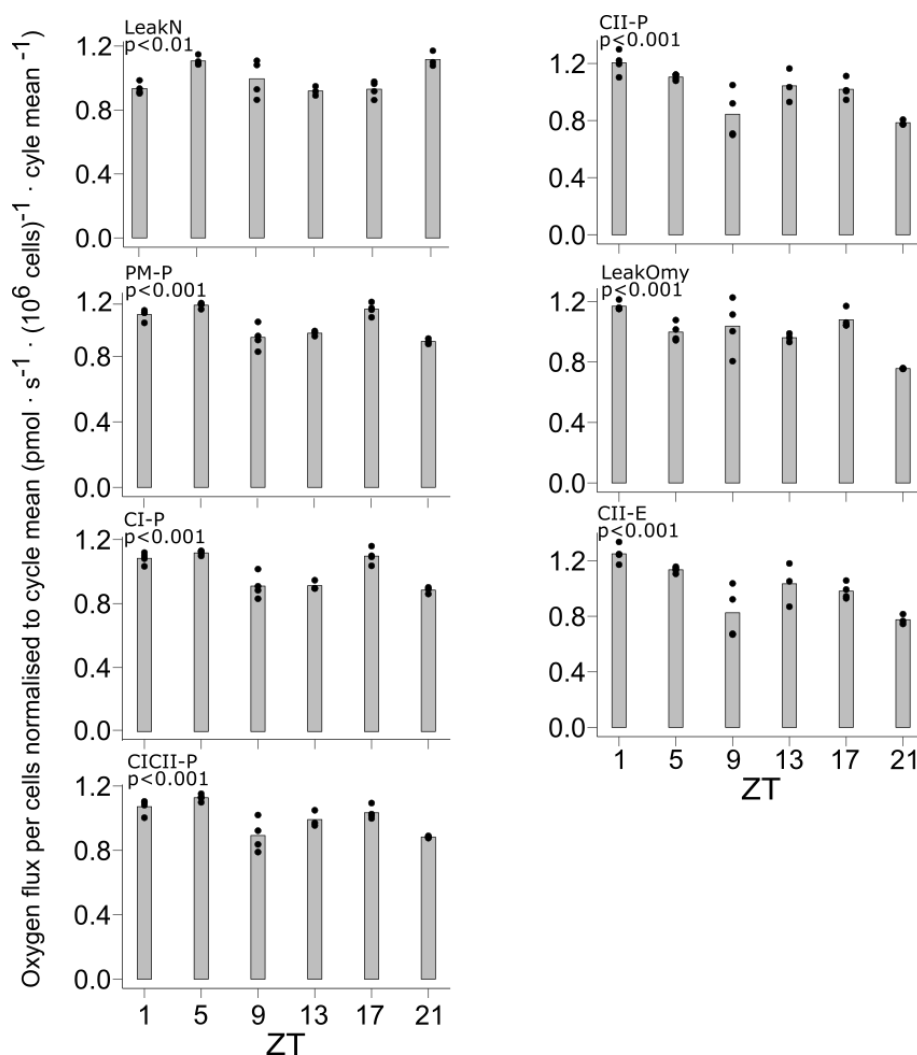 Oxygen flux per cells normalised to cycle mean (pmol · s⁻¹ · (10⁶ cells)⁻¹ · cyle mean ⁻¹)
LeakN
p<0.01
1.2
0.8
0.4
0.0
PM-P
p<0.001
1.2
0.8
0.4
0.0
CI-P
p<0.001
1.2
0.8
0.4
0.0
CICII-P
p<0.001
1.2
0.8
0.4
0.0
1 5 9 13 17 21
ZT
CII-P
p<0.001
1.2
0.8
0.4
0.0
LeakOmy
p<0.001
1.2
0.8
0.4
0.0
CII-E
p<0.001
1.2
0.8
0.4
0.0
1 5 9 13 17 21
ZT